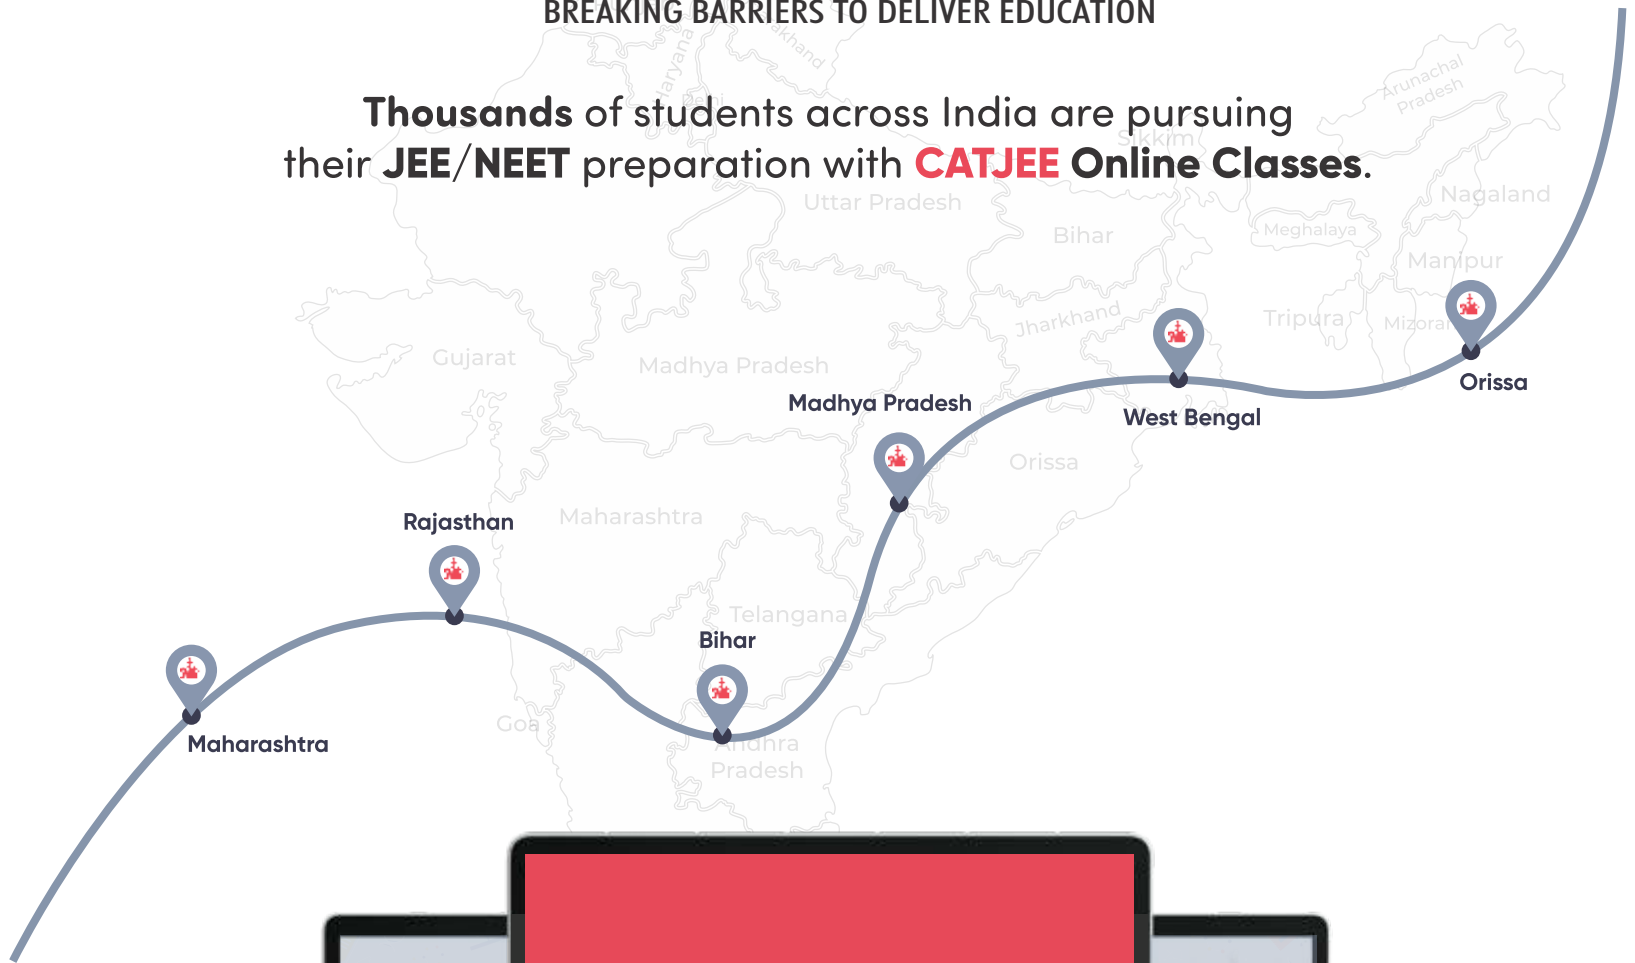 BREAKING BARRIERS TO DELIVER EDUCATION
Haryana
Delhi
Thousands of students across India are pursuing
their JEE/NEET preparation with CATJEE Online Classes.
Arunachal
Pradesh
Sikkim
Uttar Pradesh
Nagaland
Bihar
Meghalaya
Manipur
Jharkhand
Tripura
Gujarat
Madhya Pradesh
Orissa
Madhya Pradesh
West Bengal
Orissa
Maharashtra
Rajasthan
Telangana
Bihar
Goa
Maharashtra
Andhra
Pradesh